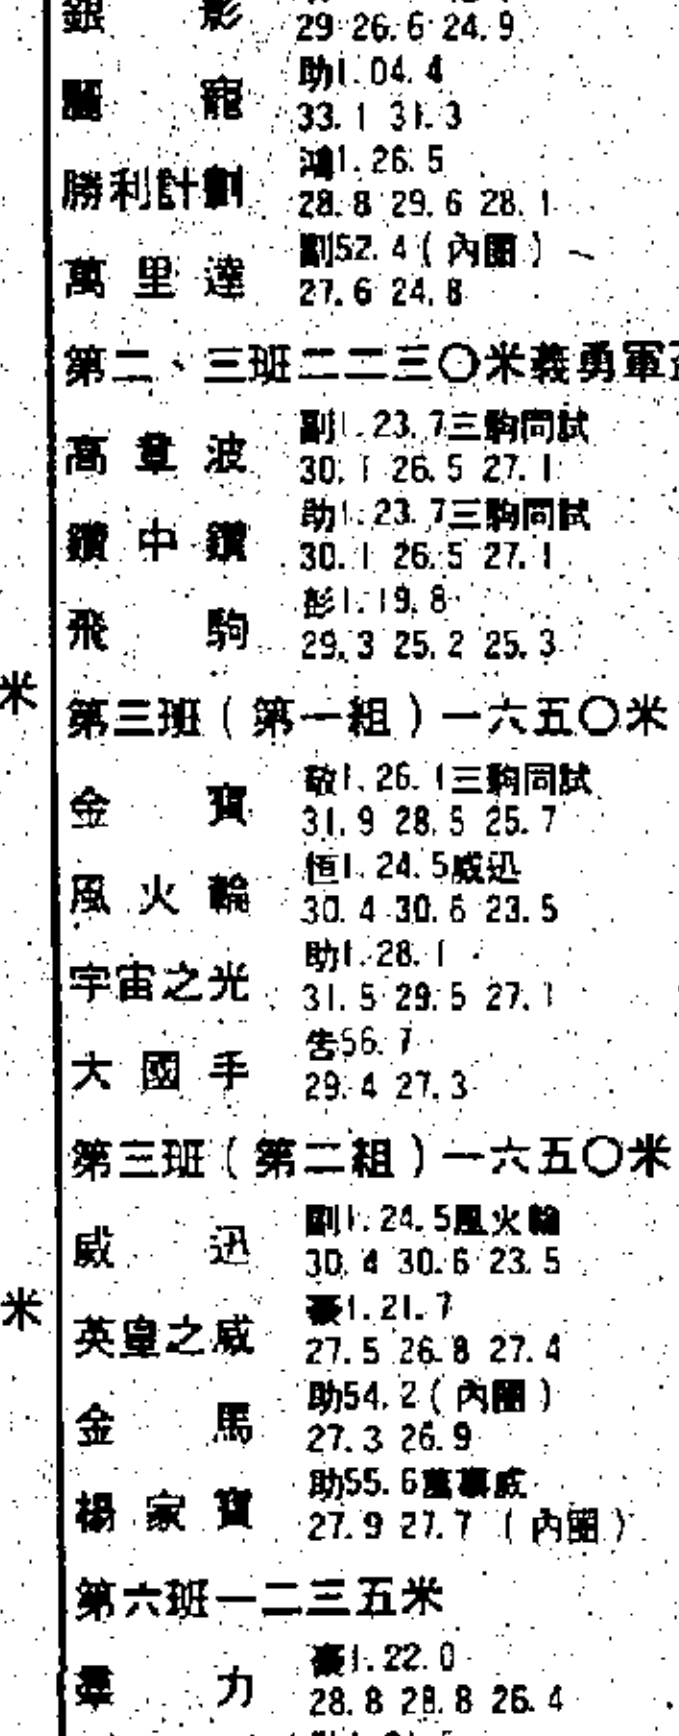 銀影
29 26.6 24.9
寵 助1.04.4
33.1 31.3
勝利計劃 鴻1.26.5
28.8 29.6 28.1
萬里達 劉52.4(內圈)
27.6 24.8
第二、三班二二三〇米義勇軍盃
高韋波 副1.23.7三駒同試
30.1 26.5 27.1
鑽中鑽 助1.23.7三駒同試
30.1 26.5 27.1
飛駒 彭1.19.8
29.3 25.2 25.3
米
第三班(第一組)一六五〇米
金寶 敬1.26.1三駒同試
31.9 28.5 25.7
風火輪 恒1.24.5威迅
30.4 30.6 23.5
宇宙之光 助1.28.1
31.5 29.5 27.1
大國手 告56.7
29.4 27.3
第三班(第二組)一六五〇米
威迅 劉1.24.5風火輪
30.4 30.6 23.5
米
英皇之威 豪1.21.7
27.5 26.8 27.4
金馬 助54.2(內圈)
27.3 26.9
楊家寶 助55.6
27.9 27.7(內圈)
第六班一二三五米
力 豪1.22.0
28.8 28.8 26.4